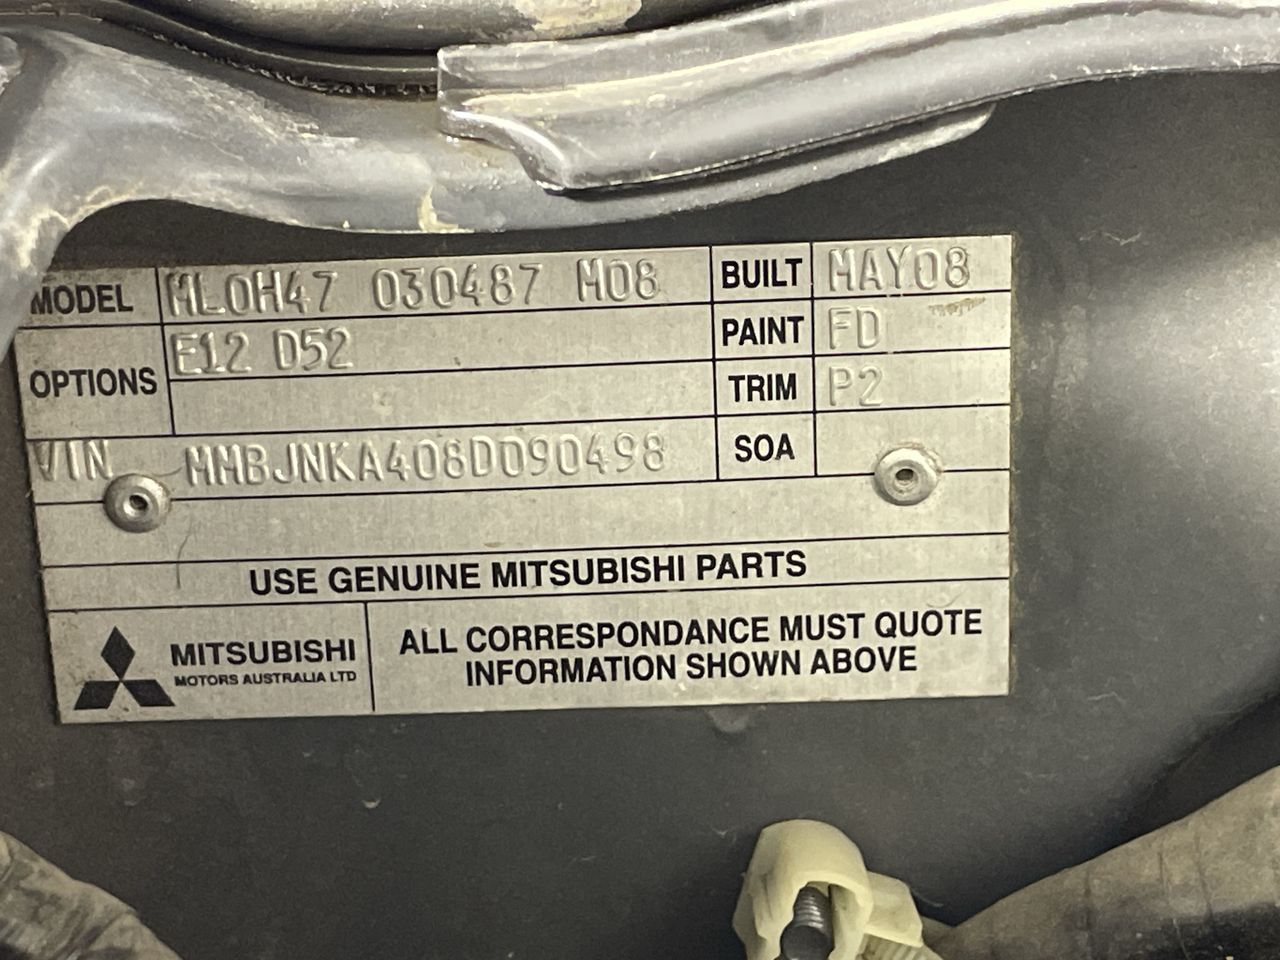 MODEL ML0H47 030487 M08 BUILT MAY08
OPTIONS E12 D52 PAINT FD
TRIM P2
VIN MMBJNKA408D090498 SOA
USE GENUINE MITSUBISHI PARTS
MITSUBISHI
MOTORS AUSTRALIA LTD
ALL CORRESPONDANCE MUST QUOTE
INFORMATION SHOWN ABOVE